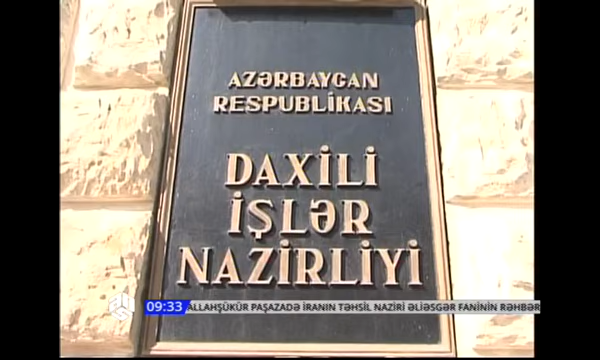 AZƏRBAYCAN
RESPUBLİKASI
DAXİLİ
İŞLƏR
NAZİRLİYİ
09:33 ALLAHŞÜKÜR PAŞAZADƏ İRANIN TƏHSİL NAZİRİ ƏLİƏSGƏR FANİNİN RƏHBƏR